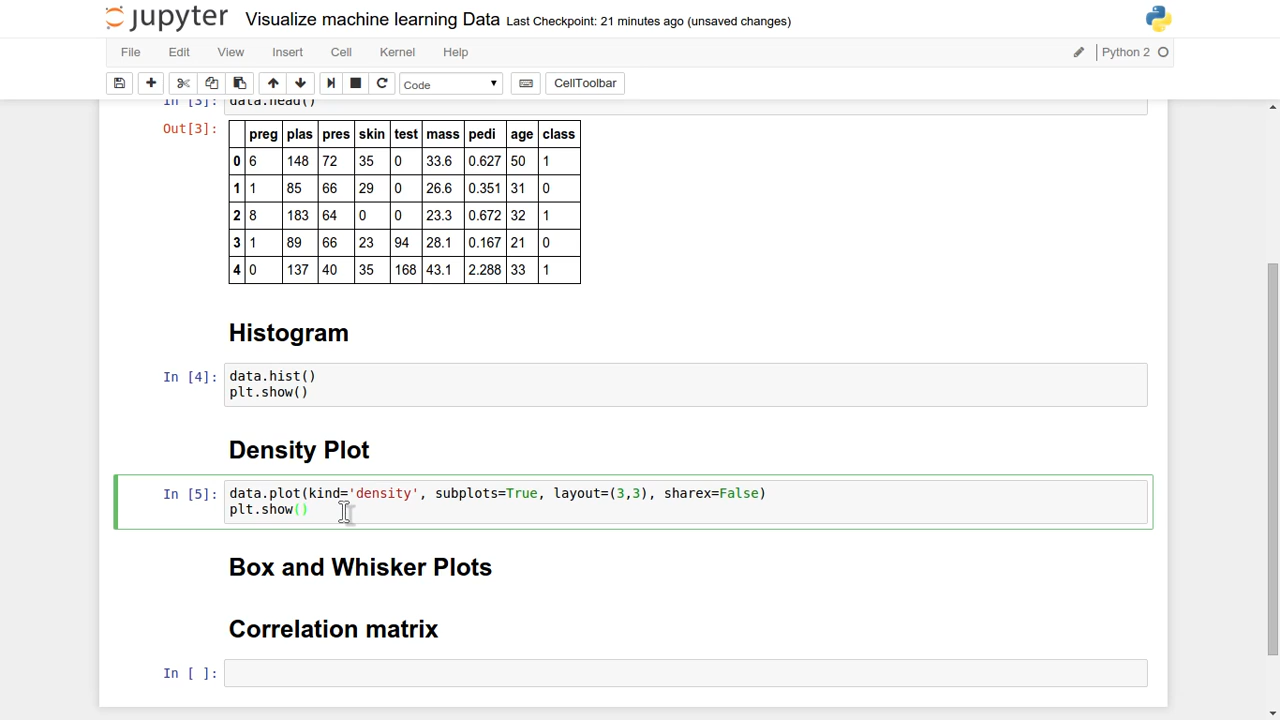 jupyter Visualize machine learning Data Last Checkpoint: 21 minutes ago (unsaved changes)
File Edit View Insert Cell Kernel Help Python 2
Code CellToolbar
In [3]: data.head()
Out[3]:
preg plas pres skin test mass pedi age class
0 6 148 72 35 0 33.6 0.627 50 1
1 1 85 66 29 0 26.6 0.351 31 0
2 8 183 64 0 0 23.3 0.672 32 1
3 1 89 66 23 94 28.1 0.167 21 0
4 0 137 40 35 168 43.1 2.288 33 1
Histogram
In [4]: data.hist()
plt.show()
Density Plot
In [5]: data.plot(kind='density', subplots=True, layout=(3,3), sharex=False)
plt.show()
Box and Whisker Plots
Correlation matrix
In [ ]: